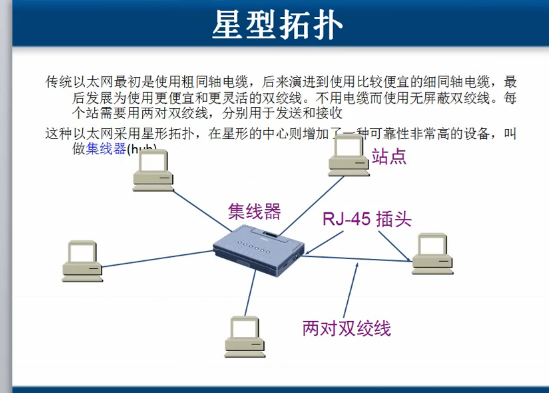 星型拓扑
传统以太网最初是使用粗同轴电缆，后来演进到使用比较便宜的细同轴电缆，最
后发展为使用更便宜和更灵活的双绞线。不用电缆而使用无屏蔽双绞线。每
个站需要用两对双绞线，分别用于发送和接收
这种以太网采用星形拓扑，在星形的中心则增加了一种可靠性非常高的设备，叫
做集线器(hub)
站点
集线器
RJ-45 插头
两对双绞线